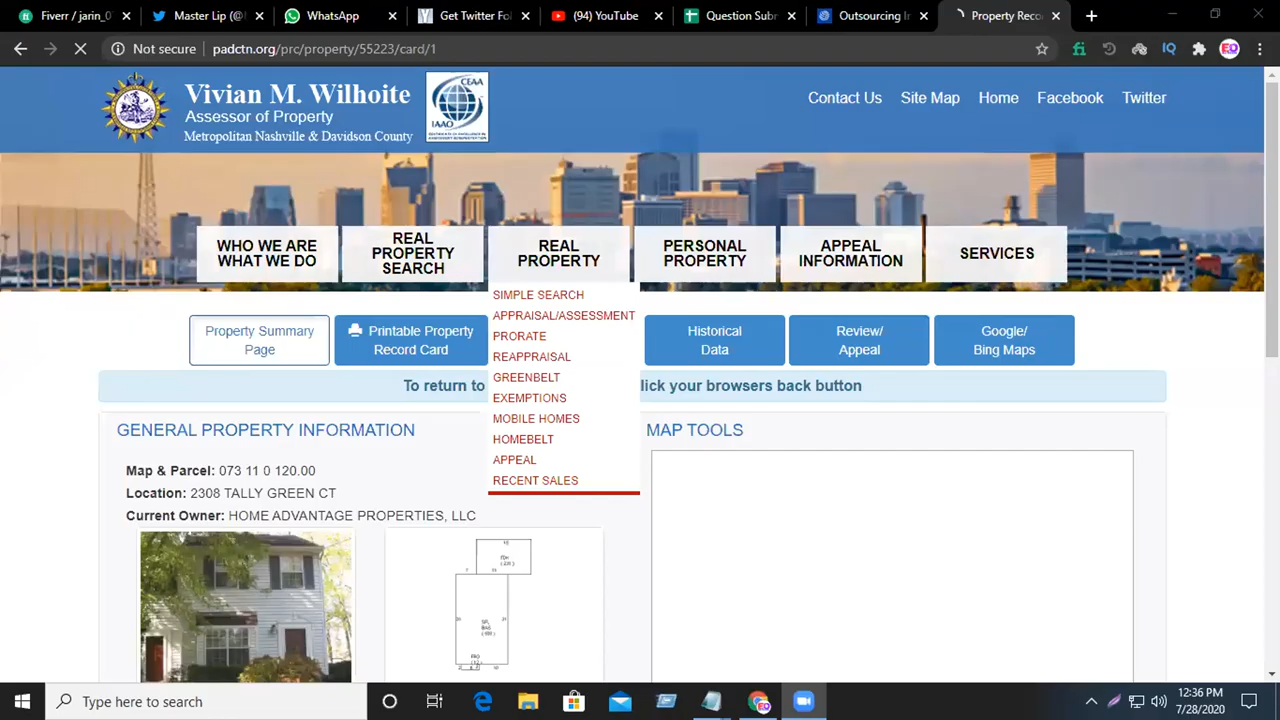 Fiverr / jarin_0
Master Lip (@
WhatsApp
Get Twitter Fol
(94) YouTube
Question Subm
Outsourcing In
Property Reco
Not secure
padctn.org/prc/property/55223/card/1
Vivian M. Wilhoite
Assessor of Property
Metropolitan Nashville & Davidson County
CEAA
IAAO
Contact Us
Site Map
Home
Facebook
Twitter
WHO WE ARE
WHAT WE DO
REAL
PROPERTY
SEARCH
REAL
PROPERTY
PERSONAL
PROPERTY
APPEAL
INFORMATION
SERVICES
SIMPLE SEARCH
APPRAISAL/ASSESSMENT
PRORATE
REAPPRAISAL
GREENBELT
EXEMPTIONS
MOBILE HOMES
HOMEBELT
APPEAL
RECENT SALES
Property Summary
Page
Printable Property
Record Card
Historical
Data
Review/
Appeal
Google/
Bing Maps
To return to
lick your browsers back button
GENERAL PROPERTY INFORMATION
Map & Parcel: 073 11 0 120.00
Location: 2308 TALLY GREEN CT
Current Owner: HOME ADVANTAGE PROPERTIES, LLC
MAP TOOLS
Type here to search
12:36 PM
7/28/2020